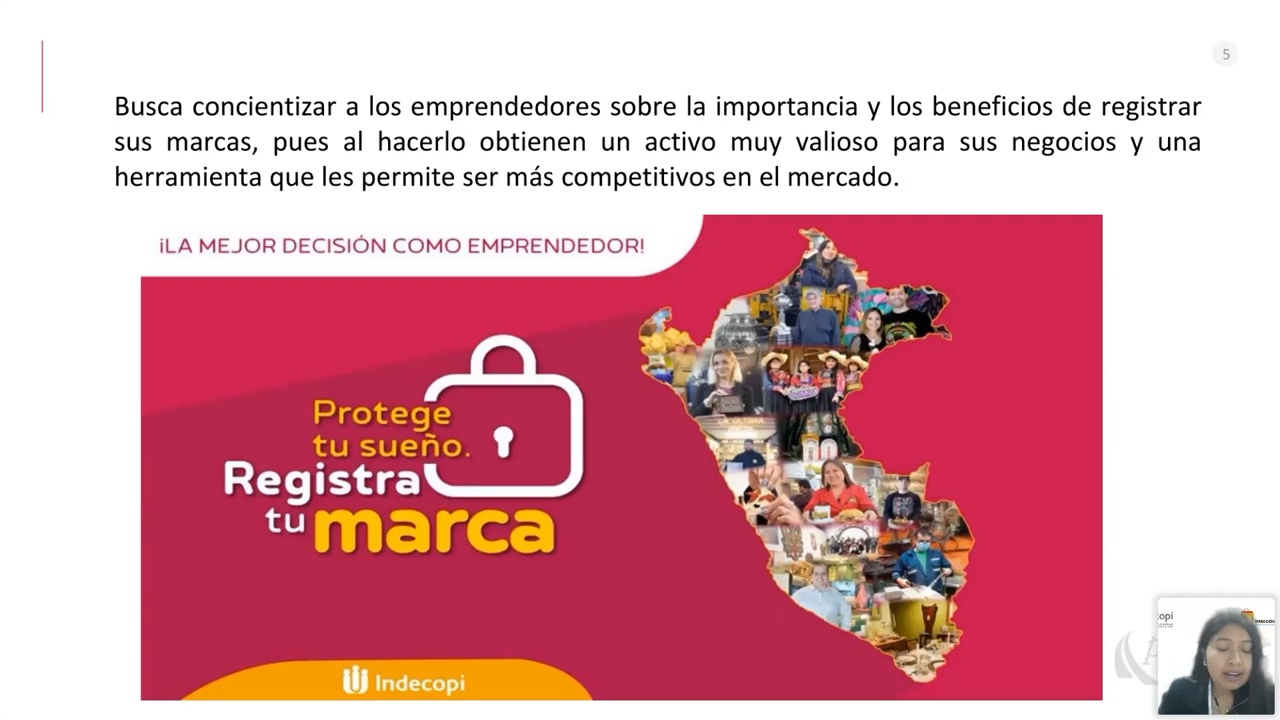 5
Busca concientizar a los emprendedores sobre la importancia y los beneficios de registrar
sus marcas, pues al hacerlo obtienen un activo muy valioso para sus negocios y una
herramienta que les permite ser más competitivos en el mercado.
¡LA MEJOR DECISIÓN COMO EMPRENDEDOR!
Protege
tu sueño.
Registra
tu marca
Indecopi
copi